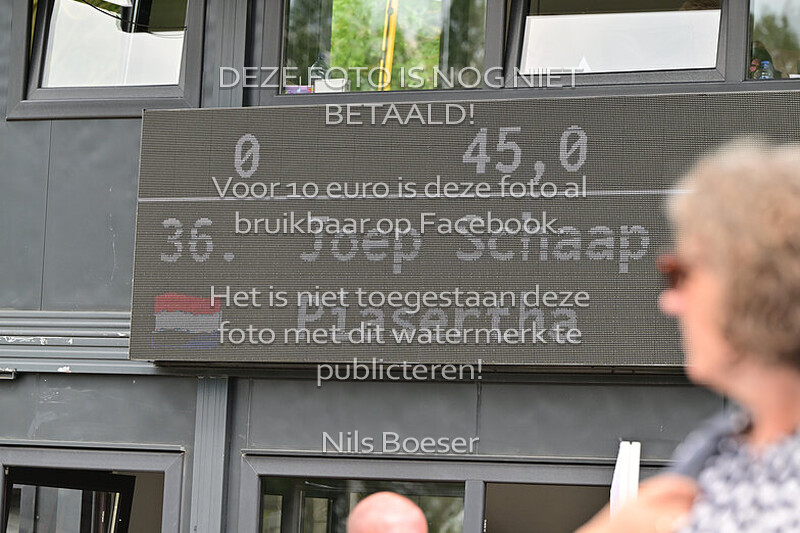 DEZE FOTO IS NOG NIET
BETAALD!
0 45,0
Voor 10 euro is deze foto al
bruikbaar op Facebook.
36. Joep Schaap
Het is niet toegestaan deze
Plasertha
foto met dit watermerk te
publiceren!
Nils Boeser